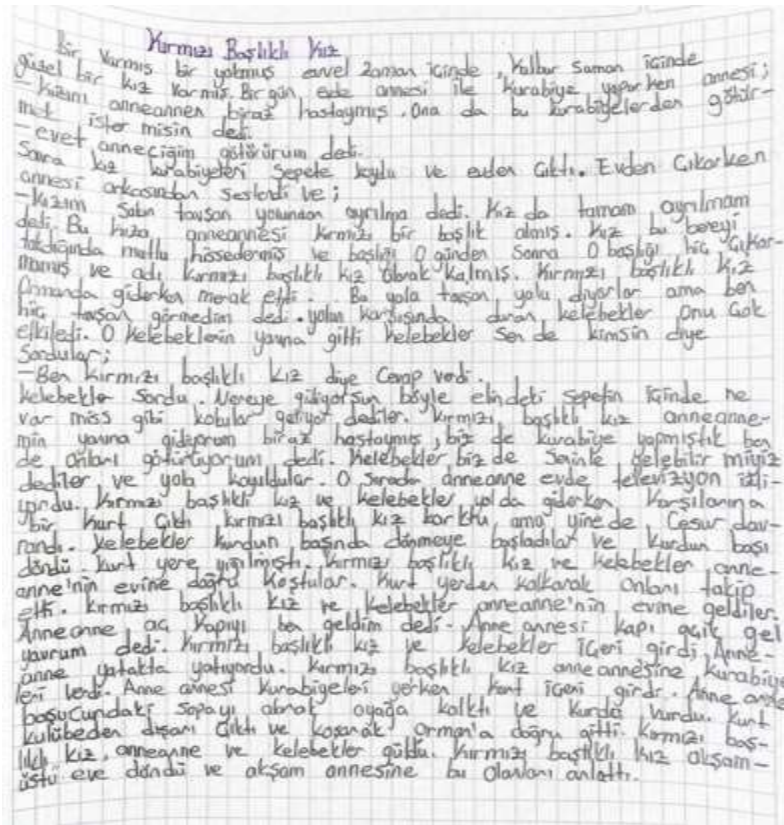 Kırmızı Başlıklı Kız
Bir Varmış bir yokmuş evvel Zaman içinde, Kalbur Saman içinde
güzel bir kız Varmış. Bir gün evde annesi ile kurabiye yaparken annesi;
-Kızım anneannen biraz hastaymış. Ona da bu kurabiyelerden götür-
mek ister misin dedi.
-evet anneciğim götürürüm dedi.
Sonra kız kurabiyeleri Sepete koydu ve evden Çıktı. Evden Çıkarken
annesi arkasından Seslendi ve;
-Kızım Sakın tavşan yolundan ayrılma dedi. Kız da tamam ayrılmam
dedi. Bu kıza anneannesi kırmızı bir başlık almış. Kız bu bereyi
takdığında mutlu hissedermiş ve başlığı O günden Sonra O başlığı hiç Çıkar-
mamış ve adı kırmızı başlıklı kız olarak kalmış. Kırmızı başlıklı kız
Ormanda giderken merak etti. Bu yola tavşan yolu diyorlar ama ben
hiç tavşan görmedim dedi. yolun karşısında duran kelebekler Onu Çok
etkiledi. O kelebeklerin yanına gitti kelebekler Sen de kimsin diye
Sordular;
-Ben kırmızı başlıklı kız diye Cevap verdi.
kelebekler Sordu. Nereye gidiyorsun böyle elindeki sepetin içinde ne
var miss gibi kokular geliyor dediler. kırmızı başlıklı kız anneanne-
min yanına gidiyorum biraz hastaymış, biz de kurabiye yapmıştık ben
de onları götürüyorum dedi. kelebekler biz de Seninle gelebilir miyiz
dediler ve yola koyuldular. O Sırada anneanne evde televizyon izli-
yordu. kırmızı başlıklı kız ve kelebekler yolda giderken Karşılarına
bir kurt Çıktı kırmızı başlıklı kız korktu ama yine de Cesur dav-
randı. kelebekler kurdun başında dönmeye başladılar ve kurdun başı
döndü. kurt yere yığılmıştı. kırmızı başlıklı kız ve kelebekler anne-
anne'nin evine doğru koştular. kurt yerden kalkarak Onları takip
etti. kırmızı başlıklı kız ve kelebekler anneanne'nin evine geldiler.
Anneanne aç kapıyı ben geldim dedi. Anne annesi kapı açık gel
yavrum dedi. kırmızı başlıklı kız ve kelebekler içeri girdi. Anne-
anne yatakta yatıyordu. kırmızı başlıklı kız anneannesine kurabiye
leri verdi. Anne annesi kurabiyeleri yerken kurt içeri girdi. Anne anne
başucundaki Sopayı alarak ayağa kalktı ve kurda vurdu. kurt
kulübeden dışarı Çıktı ve koşarak orman'a doğru gitti. kırmızı baş-
lıklı kız, anneanne ve kelebekler güldü. kırmızı başlıklı kız akşam-
üstü eve döndü ve akşam annesine bu Olanları anlattı.